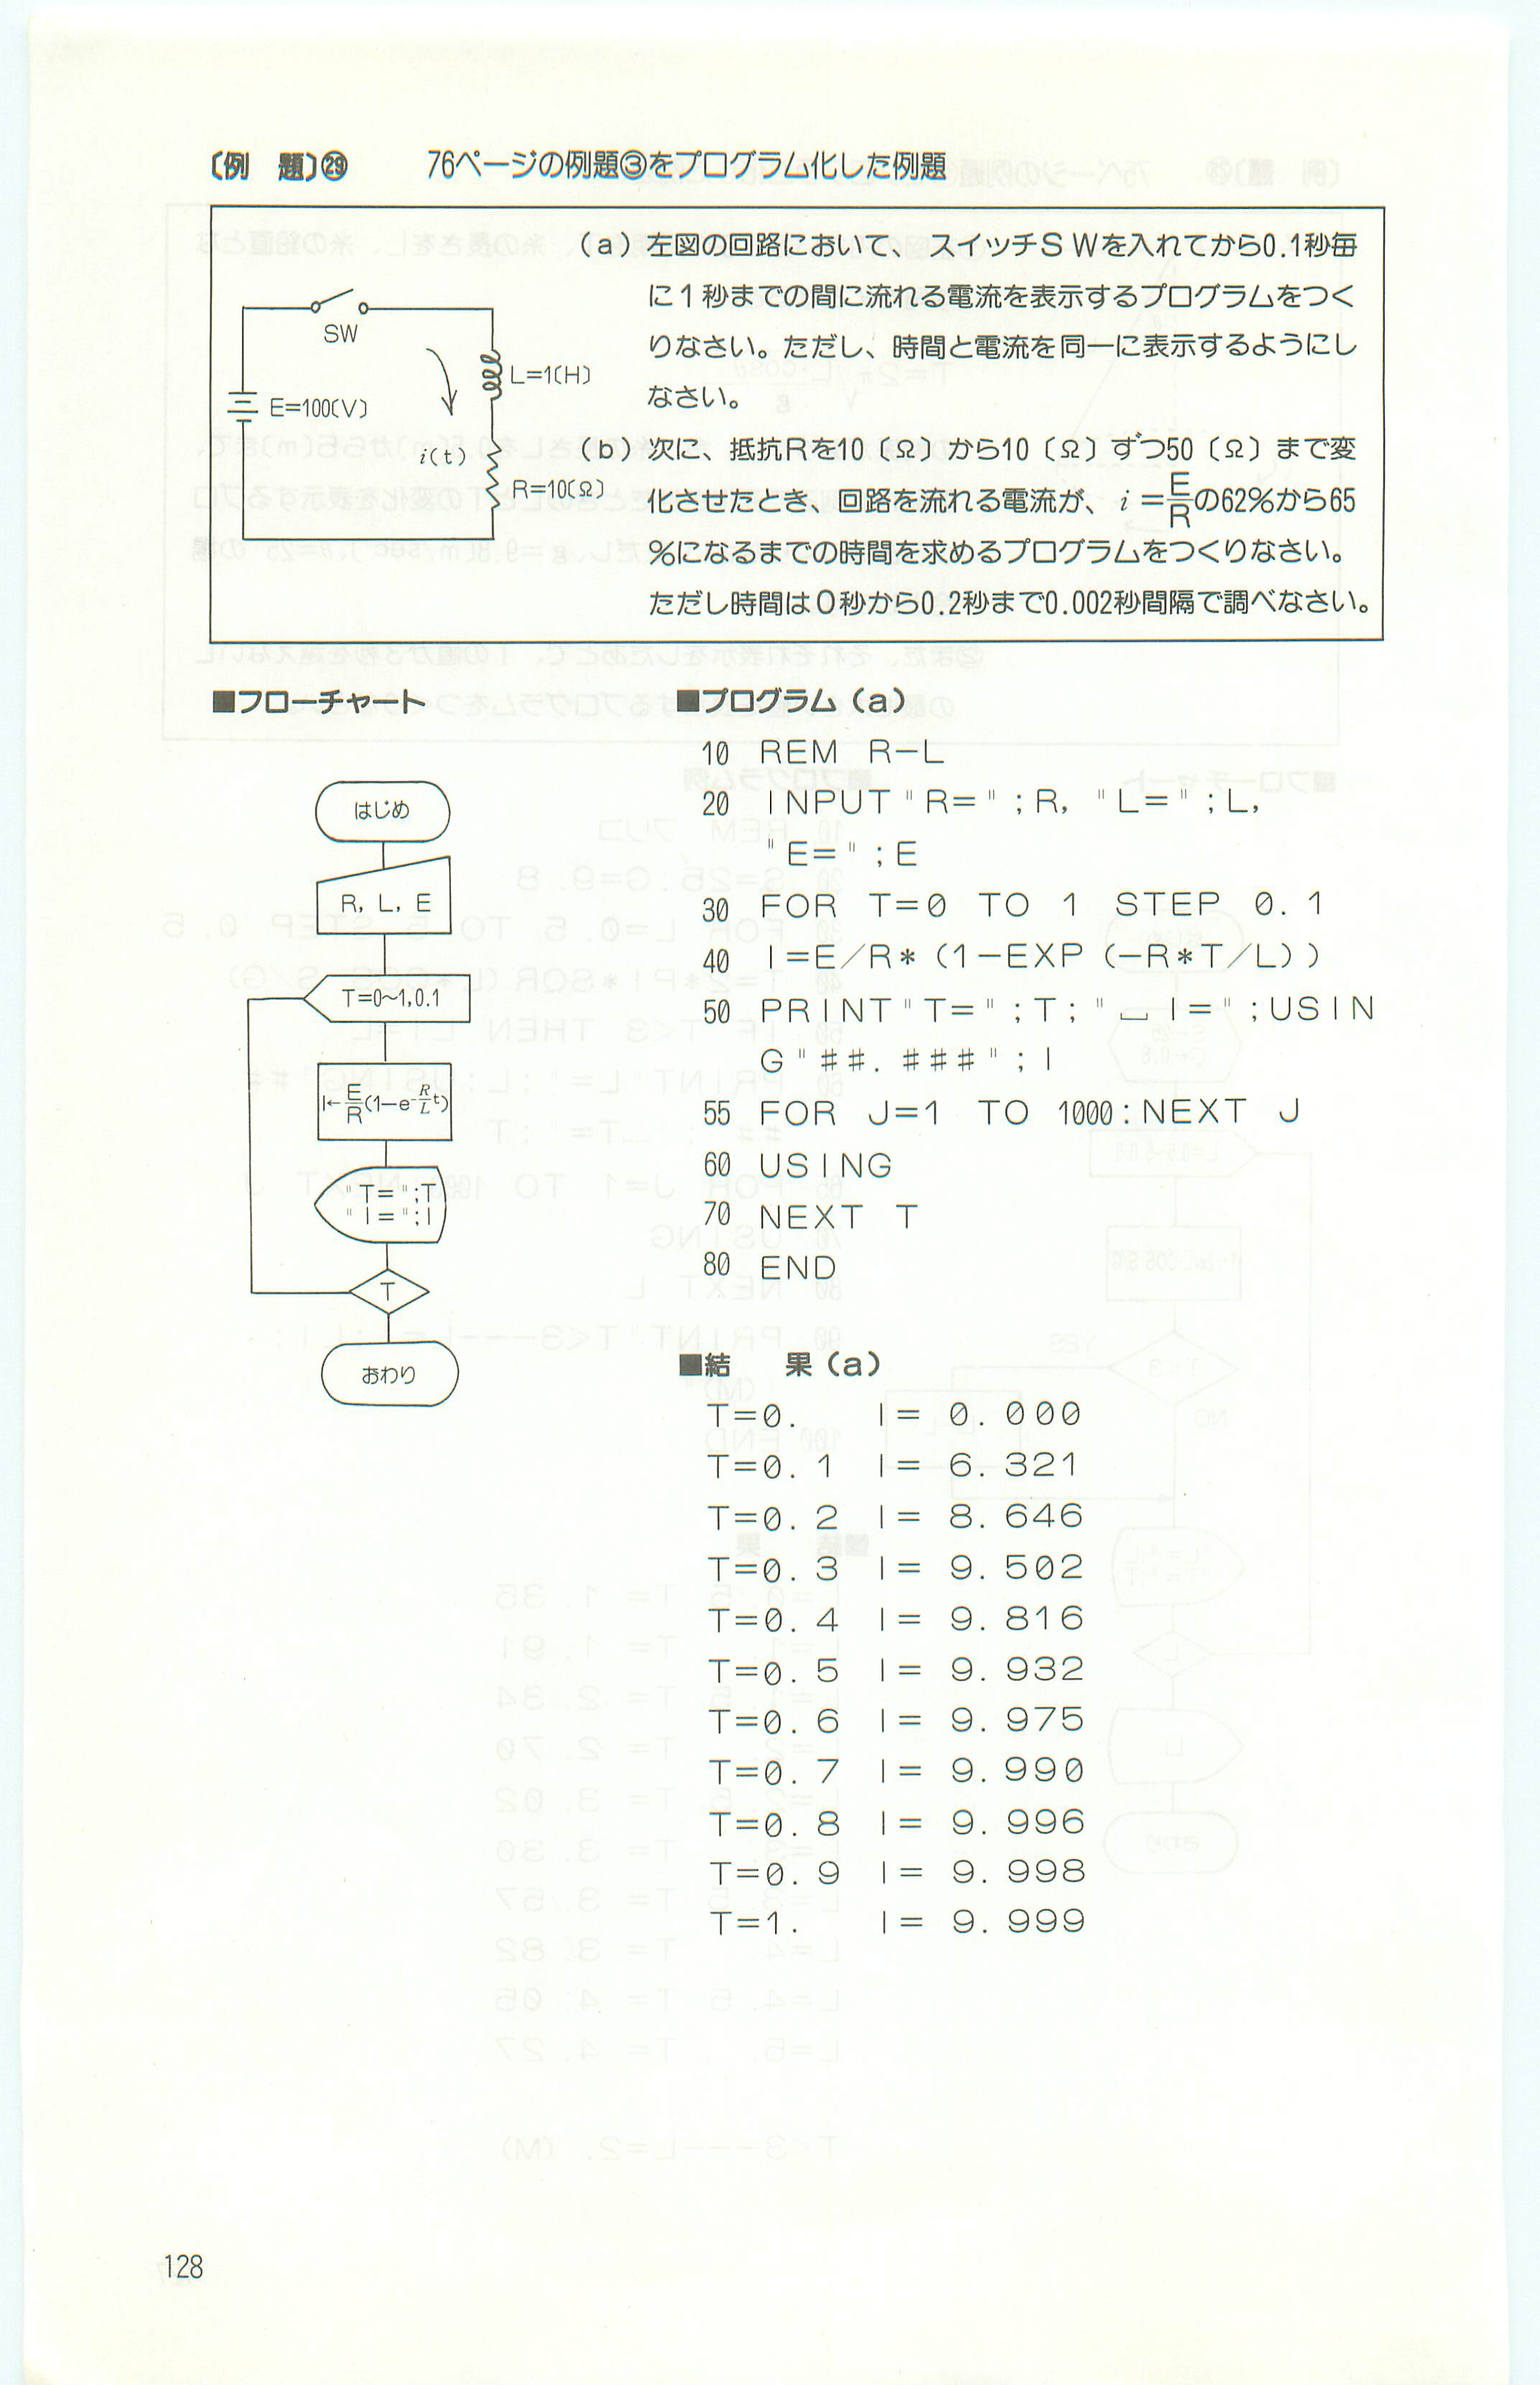 〔例　題〕㉙　76ページの例題③をプログラム化した例題
(a) 左図の回路において、スイッチＳＷを入れてから0.1秒毎
に１秒までの間に流れる電流を表示するプログラムをつく
りなさい。ただし、時間と電流を同一に表示するようにし
なさい。
(b) 次に、抵抗Rを10〔Ω〕から10〔Ω〕ずつ50〔Ω〕まで変
化させたとき、回路を流れる電流が、i=E/Rの62%から65
%になるまでの時間を求めるプログラムをつくりなさい。
ただし時間は０秒から0.2秒まで0.002秒間隔で調べなさい。
SW
L=1〔H〕
E=100〔V〕
i(t)
R=10〔Ω〕
■フローチャート
はじめ
R, L, E
T=0~1,0.1
I←E/R(1−e^−R/L t)
"T=";T
"I=";I
T
おわり
■プログラム（a）
10 REM R−L
20 INPUT"R=";R, "L=";L,
"E=";E
30 FOR T=0 TO 1 STEP 0.1
40 I=E/R*(1−EXP(−R*T/L))
50 PRINT"T=";T;"⎵I=";USIN
G"##.###";I
55 FOR J=1 TO 1000:NEXT J
60 USING
70 NEXT T
80 END
■結　果（a）
T=0. I= 0.000
T=0.1 I= 6.321
T=0.2 I= 8.646
T=0.3 I= 9.502
T=0.4 I= 9.816
T=0.5 I= 9.932
T=0.6 I= 9.975
T=0.7 I= 9.990
T=0.8 I= 9.996
T=0.9 I= 9.998
T=1. I= 9.999
128